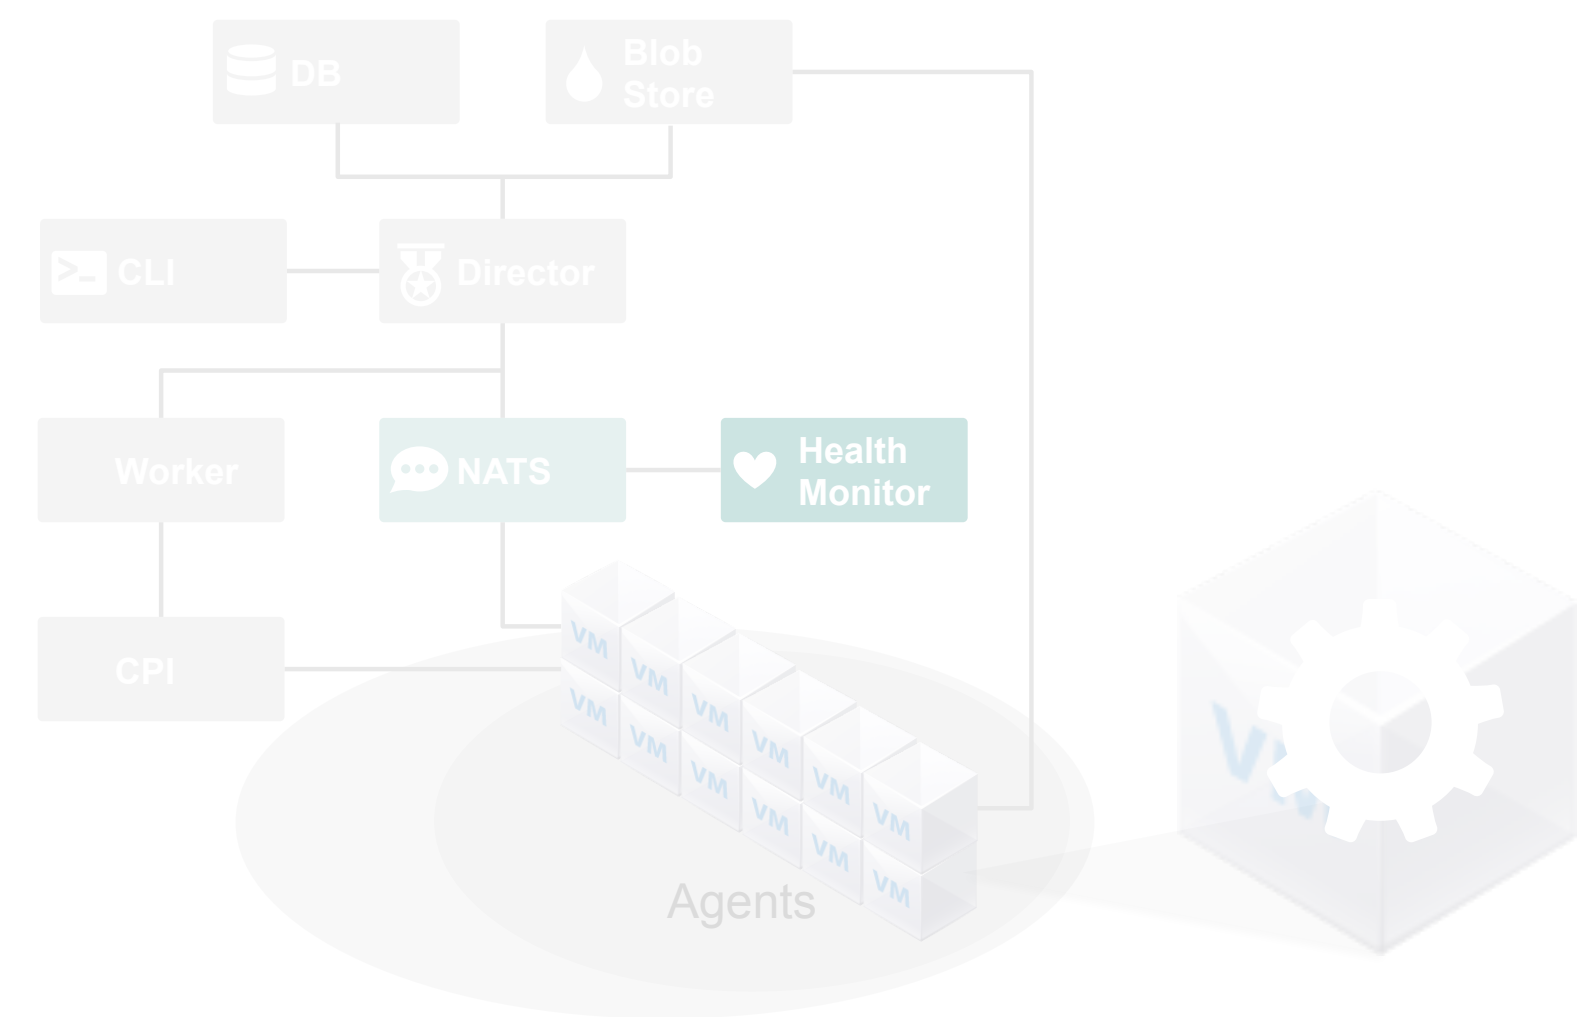 DB
Blob
Store
CLI
Director
Worker
NATS
Health
Monitor
CPI
VM
VM
VM
VM
VM
VM
VM
VM
VM
VM
VM
VM
Agents